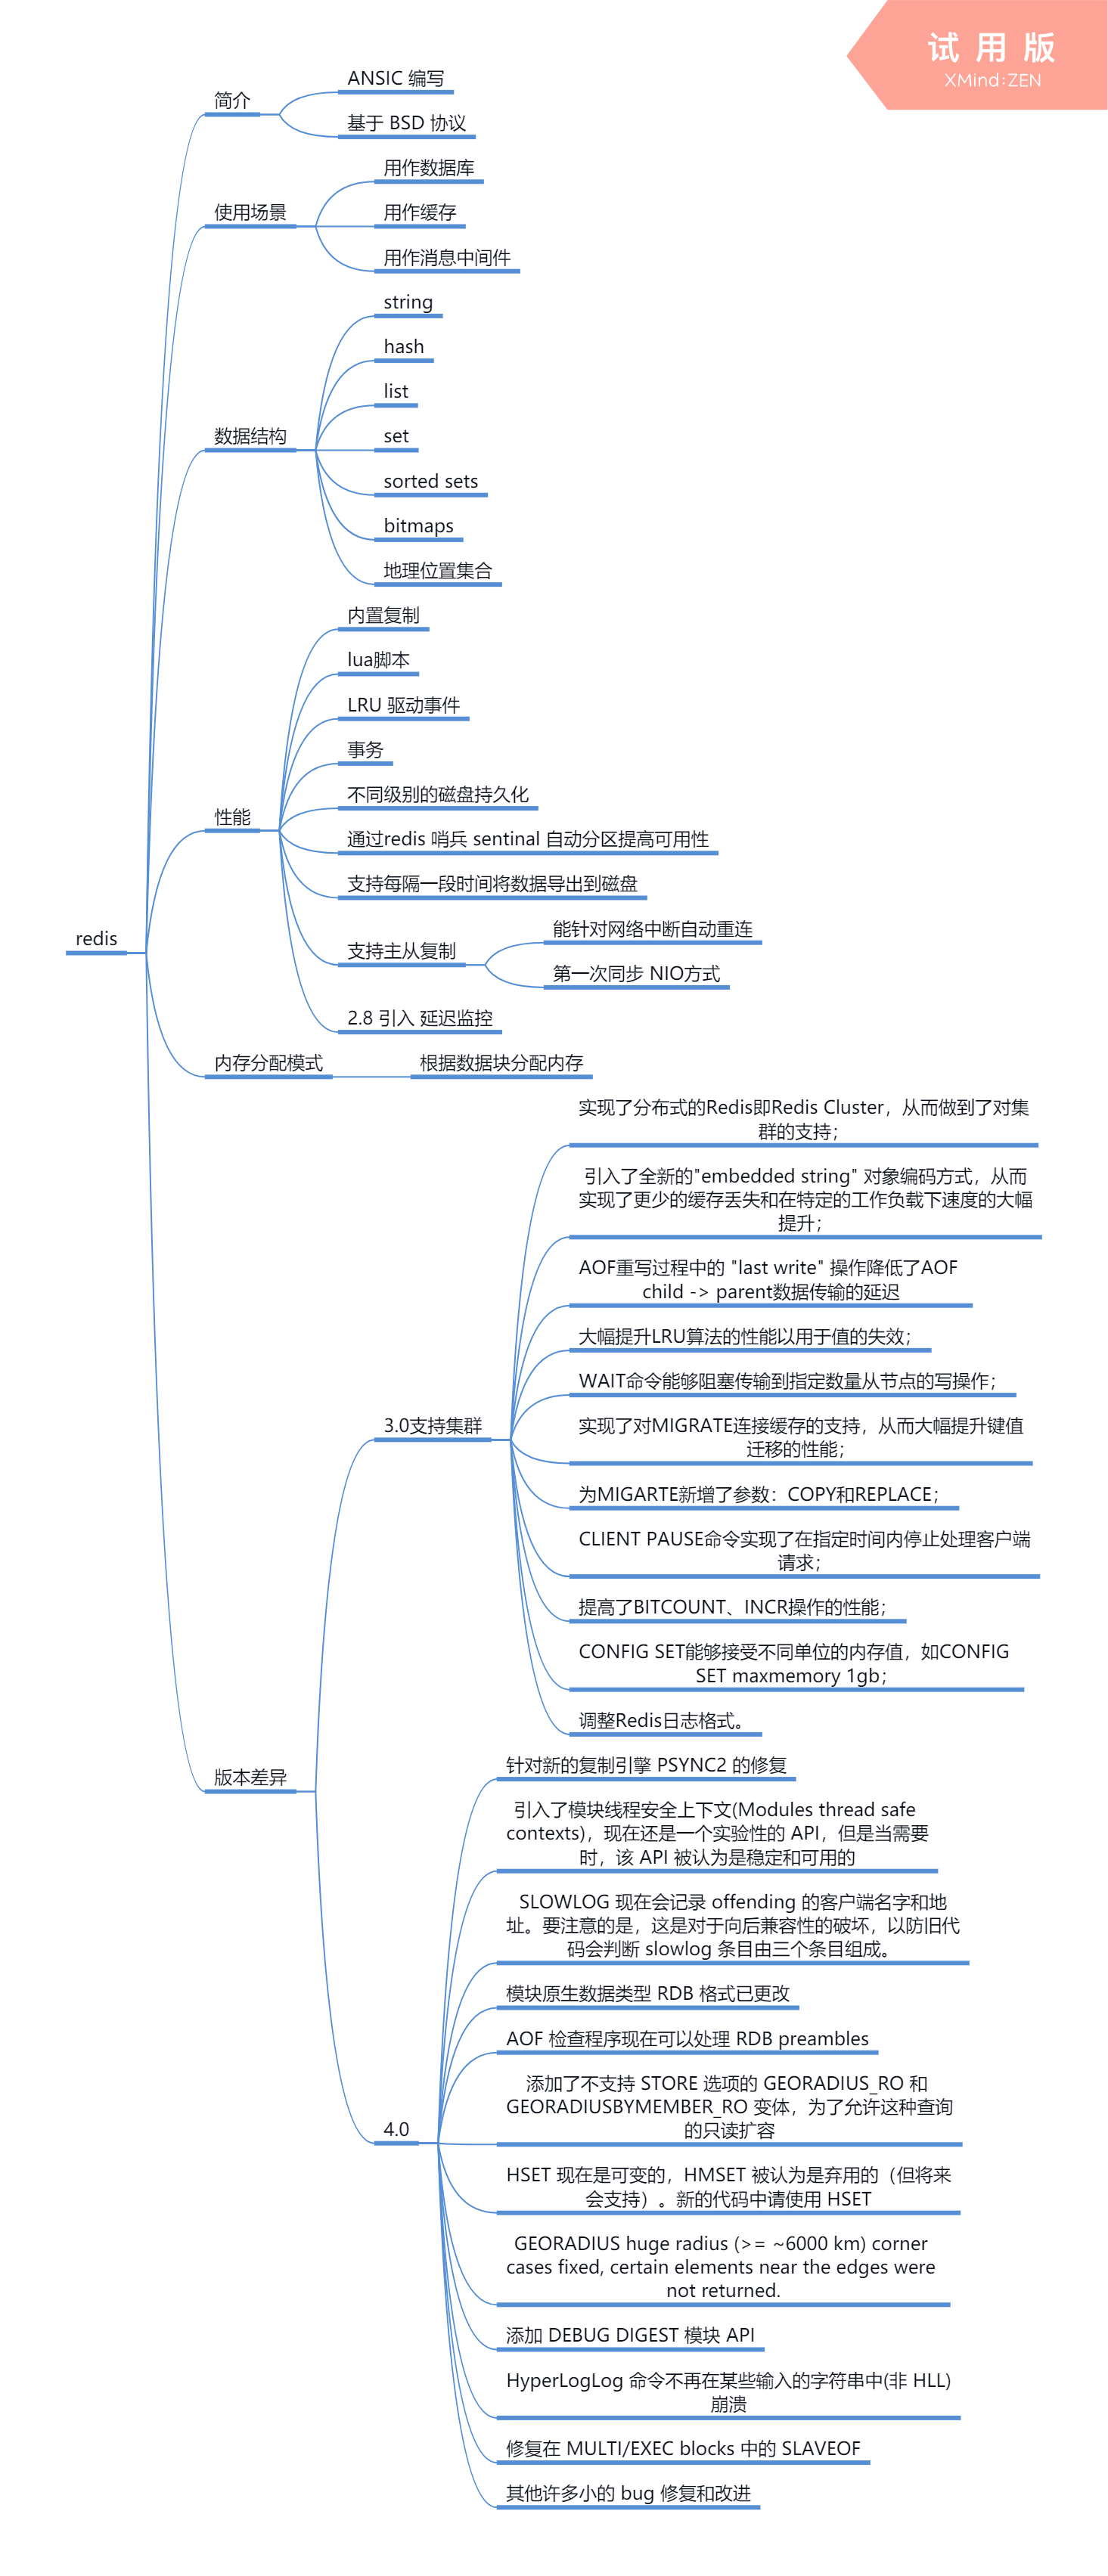 试 用 版
XMind:ZEN
redis
简介
ANSIC 编写
基于 BSD 协议
使用场景
用作数据库
用作缓存
用作消息中间件
数据结构
string
hash
list
set
sorted sets
bitmaps
地理位置集合
性能
内置复制
lua脚本
LRU 驱动事件
事务
不同级别的磁盘持久化
通过redis 哨兵 sentinal 自动分区提高可用性
支持每隔一段时间将数据导出到磁盘
支持主从复制
能针对网络中断自动重连
第一次同步 NIO方式
2.8 引入 延迟监控
内存分配模式
根据数据块分配内存
版本差异
3.0支持集群
实现了分布式的Redis即Redis Cluster，从而做到了对集
群的支持；
引入了全新的"embedded string" 对象编码方式，从而
实现了更少的缓存丢失和在特定的工作负载下速度的大幅
提升；
AOF重写过程中的 "last write" 操作降低了AOF
child -> parent数据传输的延迟
大幅提升LRU算法的性能以用于值的失效；
WAIT命令能够阻塞传输到指定数量从节点的写操作；
实现了对MIGRATE连接缓存的支持，从而大幅提升键值
迁移的性能；
为MIGARTE新增了参数：COPY和REPLACE；
CLIENT PAUSE命令实现了在指定时间内停止处理客户端
请求；
提高了BITCOUNT、INCR操作的性能；
CONFIG SET能够接受不同单位的内存值，如CONFIG
SET maxmemory 1gb；
调整Redis日志格式。
4.0
针对新的复制引擎 PSYNC2 的修复
引入了模块线程安全上下文(Modules thread safe
contexts)，现在还是一个实验性的 API，但是当需要
时，该 API 被认为是稳定和可用的
SLOWLOG 现在会记录 offending 的客户端名字和地
址。要注意的是，这是对于向后兼容性的破坏，以防旧代
码会判断 slowlog 条目由三个条目组成。
模块原生数据类型 RDB 格式已更改
AOF 检查程序现在可以处理 RDB preambles
添加了不支持 STORE 选项的 GEORADIUS_RO 和
GEORADIUSBYMEMBER_RO 变体，为了允许这种查询
的只读扩容
HSET 现在是可变的，HMSET 被认为是弃用的（但将来
会支持）。新的代码中请使用 HSET
GEORADIUS huge radius (>= ~6000 km) corner
cases fixed, certain elements near the edges were
not returned.
添加 DEBUG DIGEST 模块 API
HyperLogLog 命令不再在某些输入的字符串中(非 HLL)
崩溃
修复在 MULTI/EXEC blocks 中的 SLAVEOF
其他许多小的 bug 修复和改进